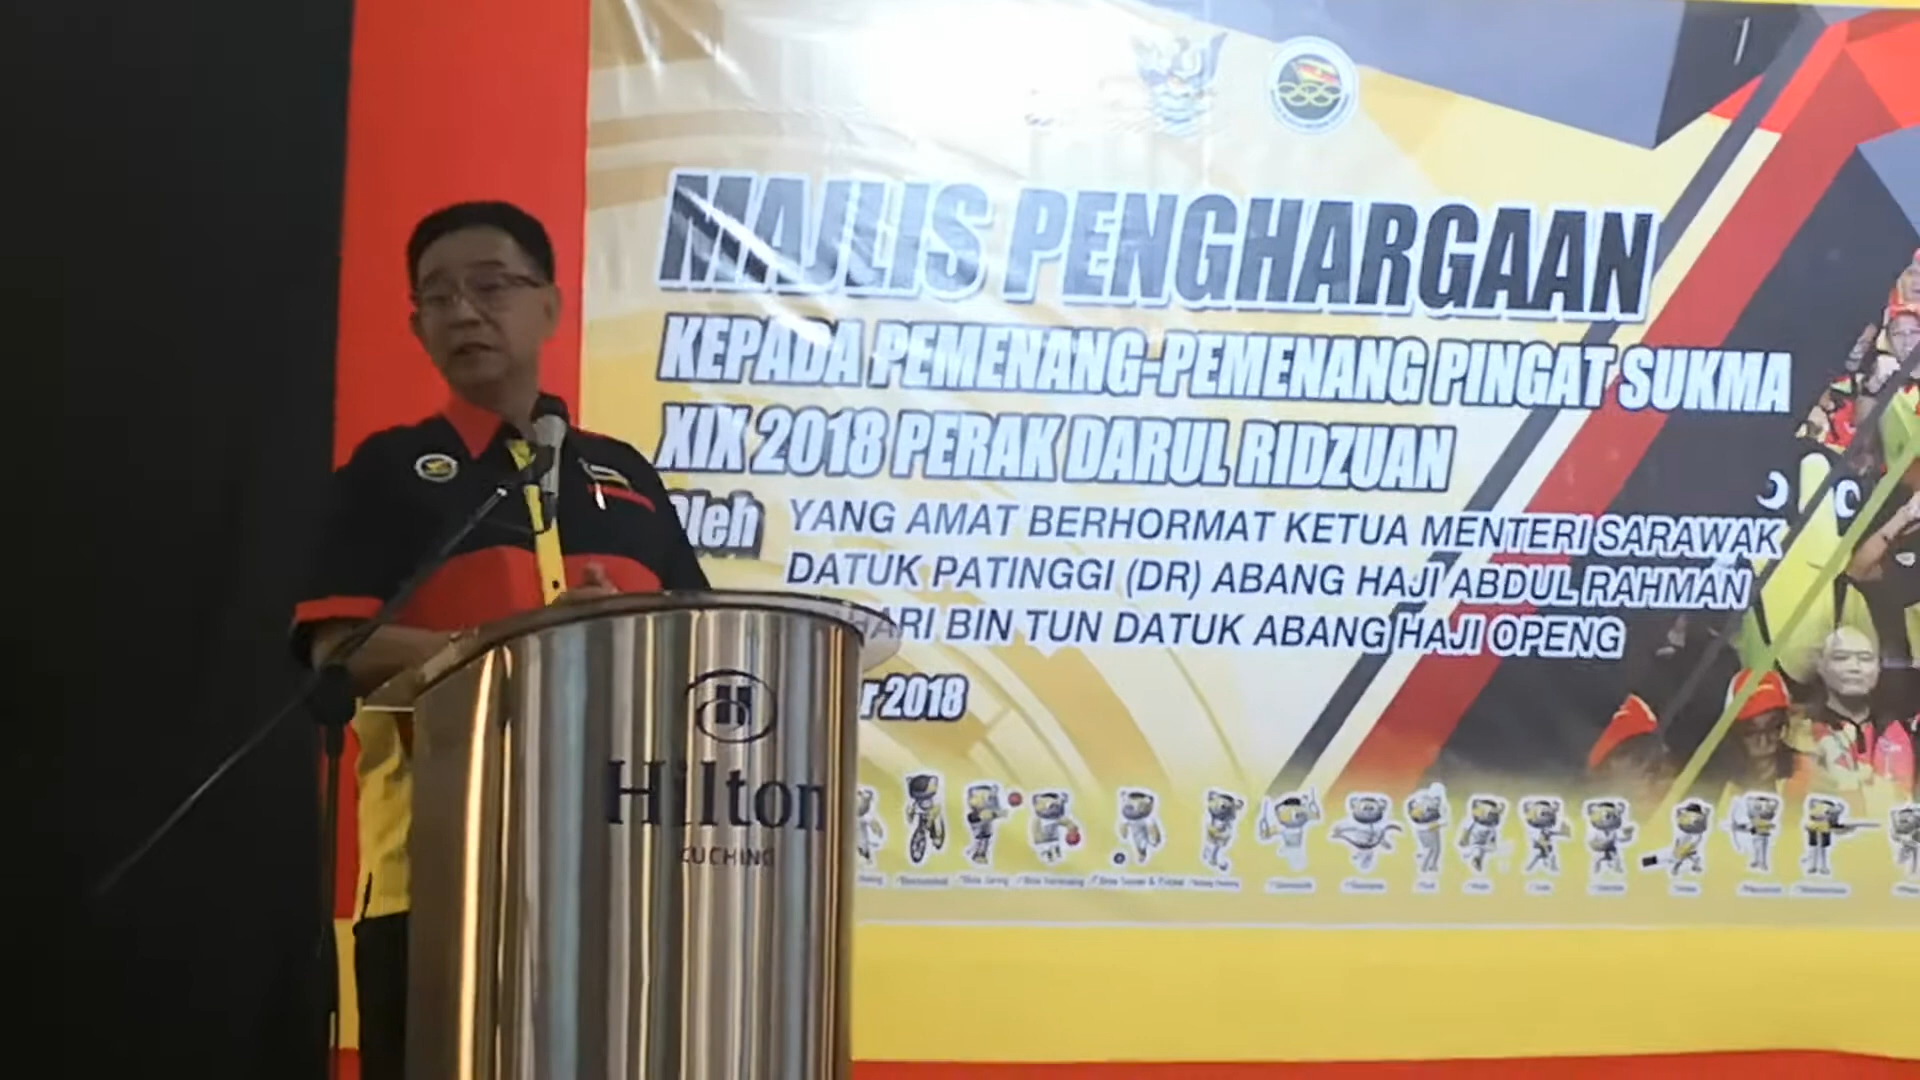 MAJLIS PENGHARGAAN
KEPADA PEMENANG-PEMENANG PINGAT SUKMA
XIX 2018 PERAK DARUL RIDZUAN
Oleh YANG AMAT BERHORMAT KETUA MENTERI SARAWAK
DATUK PATINGGI (DR) ABANG HAJI ABDUL RAHMAN
HARI BIN TUN DATUK ABANG HAJI OPENG
r 2018
H
Hilton
KUCHING